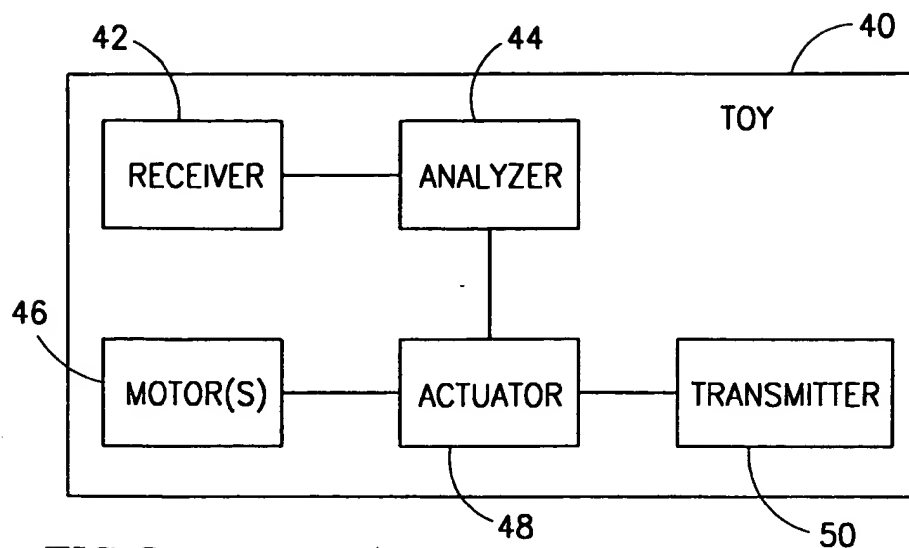 42
44
40
TOY
RECEIVER
ANALYZER
46
MOTOR(S)
ACTUATOR
TRANSMITTER
48
50